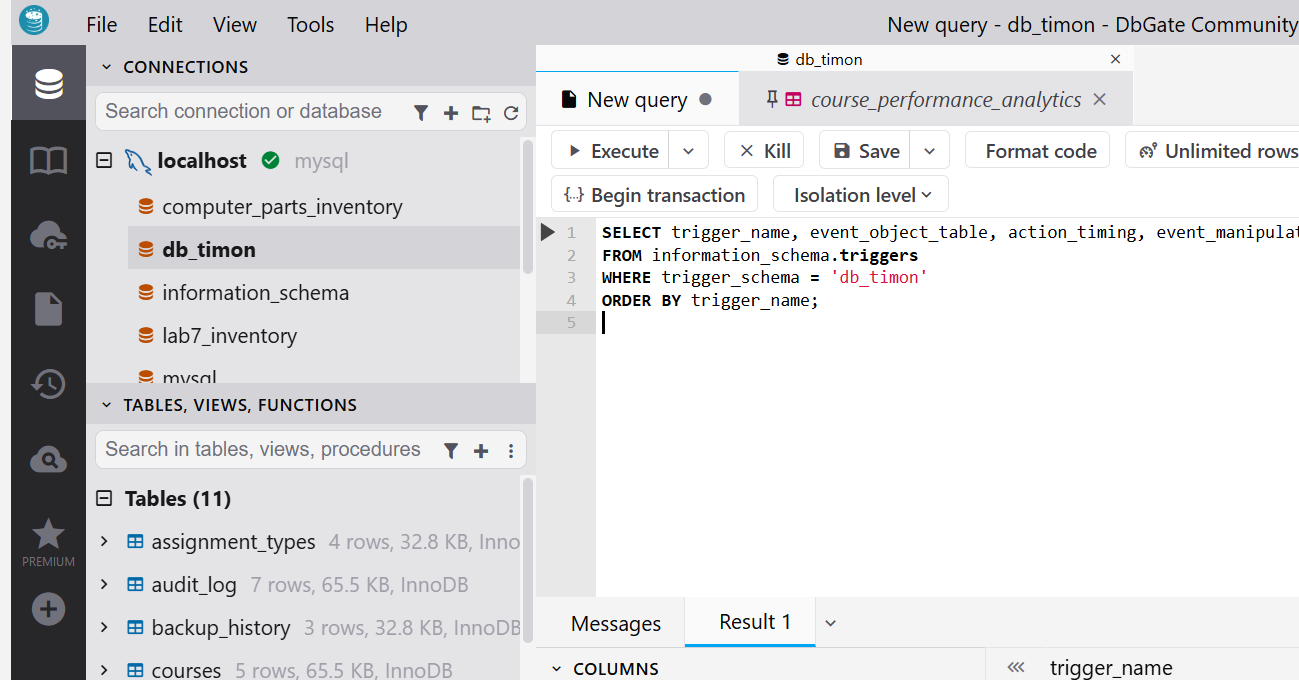 File Edit View Tools Help
New query - db_timon - DbGate Community
CONNECTIONS
Search connection or database
localhost mysql
computer_parts_inventory
db_timon
information_schema
lab7_inventory
mysql
TABLES, VIEWS, FUNCTIONS
Search in tables, views, procedures
Tables (11)
assignment_types 4 rows, 32.8 KB, Inno
audit_log 7 rows, 65.5 KB, InnoDB
backup_history 3 rows, 32.8 KB, InnoDB
courses 5 rows, 65.5 KB, InnoDB
PREMIUM
db_timon
New query course_performance_analytics
Execute Kill Save Format code Unlimited rows
{..} Begin transaction Isolation level
1 SELECT trigger_name, event_object_table, action_timing, event_manipulat
2 FROM information_schema.triggers
3 WHERE trigger_schema = 'db_timon'
4 ORDER BY trigger_name;
5
Messages Result 1
COLUMNS trigger_name